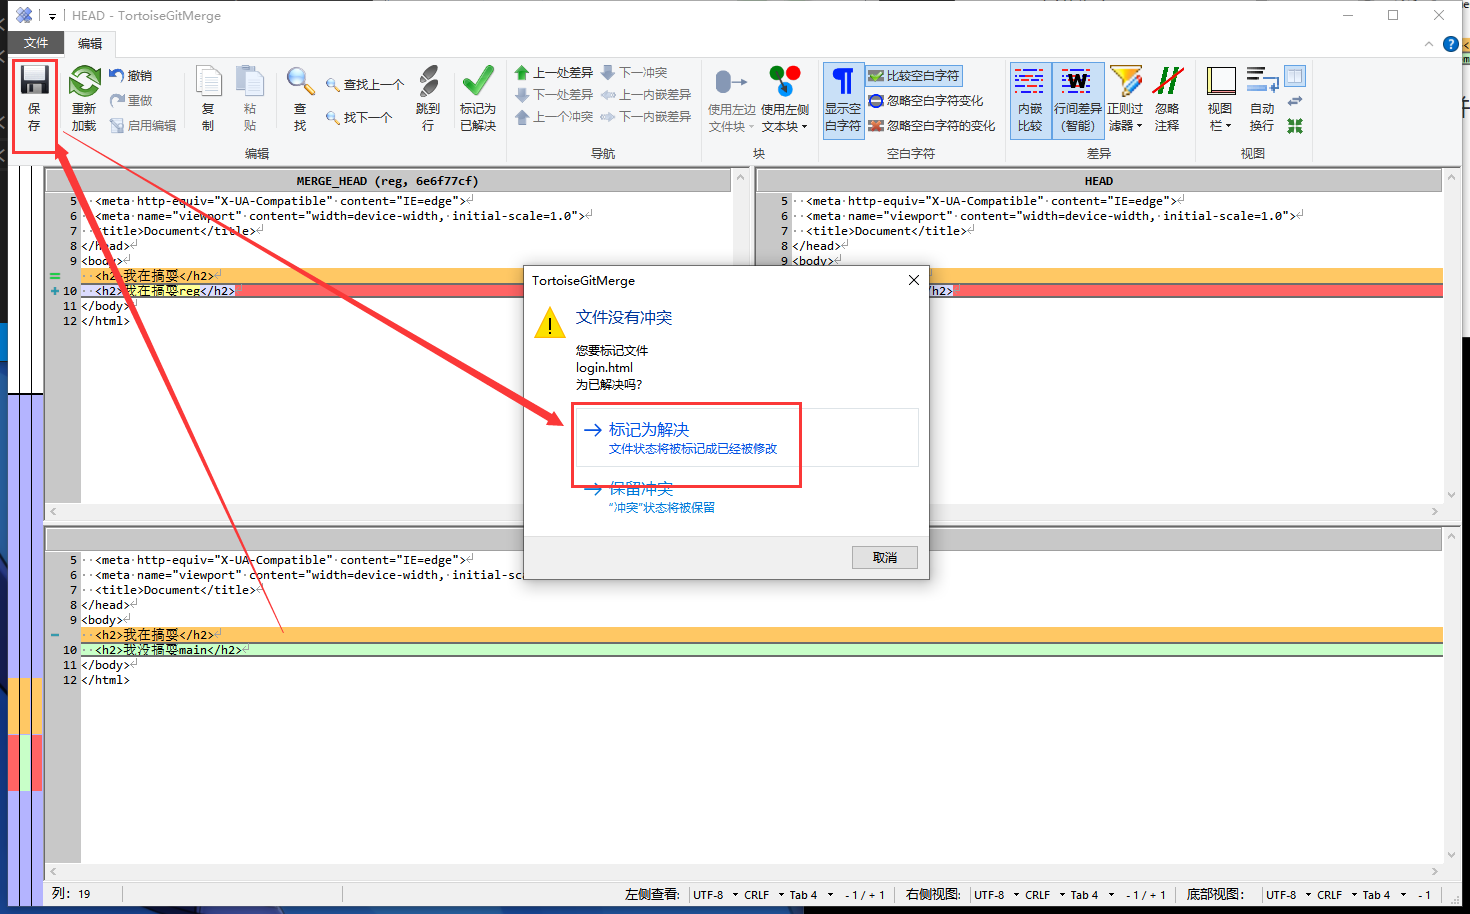 HEAD - TortoiseGitMerge
文件
编辑
保存
重新加载
撤销
重做
启用编辑
复制
粘贴
查找
查找上一个
找下一个
跳到行
标记为已解决
编辑
上一处差异
下一处差异
上一个冲突
下一冲突
上一内嵌差异
下一内嵌差异
导航
使用左边文件块
使用左侧文本块
块
显示空白字符
比较空白字符
忽略空白字符变化
忽略空白字符的变化
空白字符
内嵌比较
行间差异(智能)
正则过滤器
忽略注释
差异
视图栏
自动换行
视图
MERGE_HEAD (reg, 6e6f77cf)
5 <meta http-equiv="X-UA-Compatible" content="IE=edge">
6 <meta name="viewport" content="width=device-width, initial-scale=1.0">
7 <title>Document</title>
8 </head>
9 <body>
<h2>我在搞耍</h2>
10 <h2>我在搞耍reg</h2>
11 </body>
12 </html>
HEAD
5 <meta http-equiv="X-UA-Compatible" content="IE=edge">
6 <meta name="viewport" content="width=device-width, initial-scale=1.0">
7 <title>Document</title>
8 </head>
9 <body>
/h2>
TortoiseGitMerge
文件没有冲突
您要标记文件
login.html
为已解决吗?
标记为解决
文件状态将被标记成已经被修改
保留冲突
“冲突”状态将被保留
取消
5 <meta http-equiv="X-UA-Compatible" content="IE=edge">
6 <meta name="viewport" content="width=device-width, initial-sc
7 <title>Document</title>
8 </head>
9 <body>
<h2>我在搞耍</h2>
10 <h2>我没搞耍main</h2>
11 </body>
12 </html>
列: 19
左侧查看: UTF-8 CRLF Tab 4 - 1 / + 1
右侧视图: UTF-8 CRLF Tab 4 - 1 / + 1
底部视图: UTF-8 CRLF Tab 4 - 1